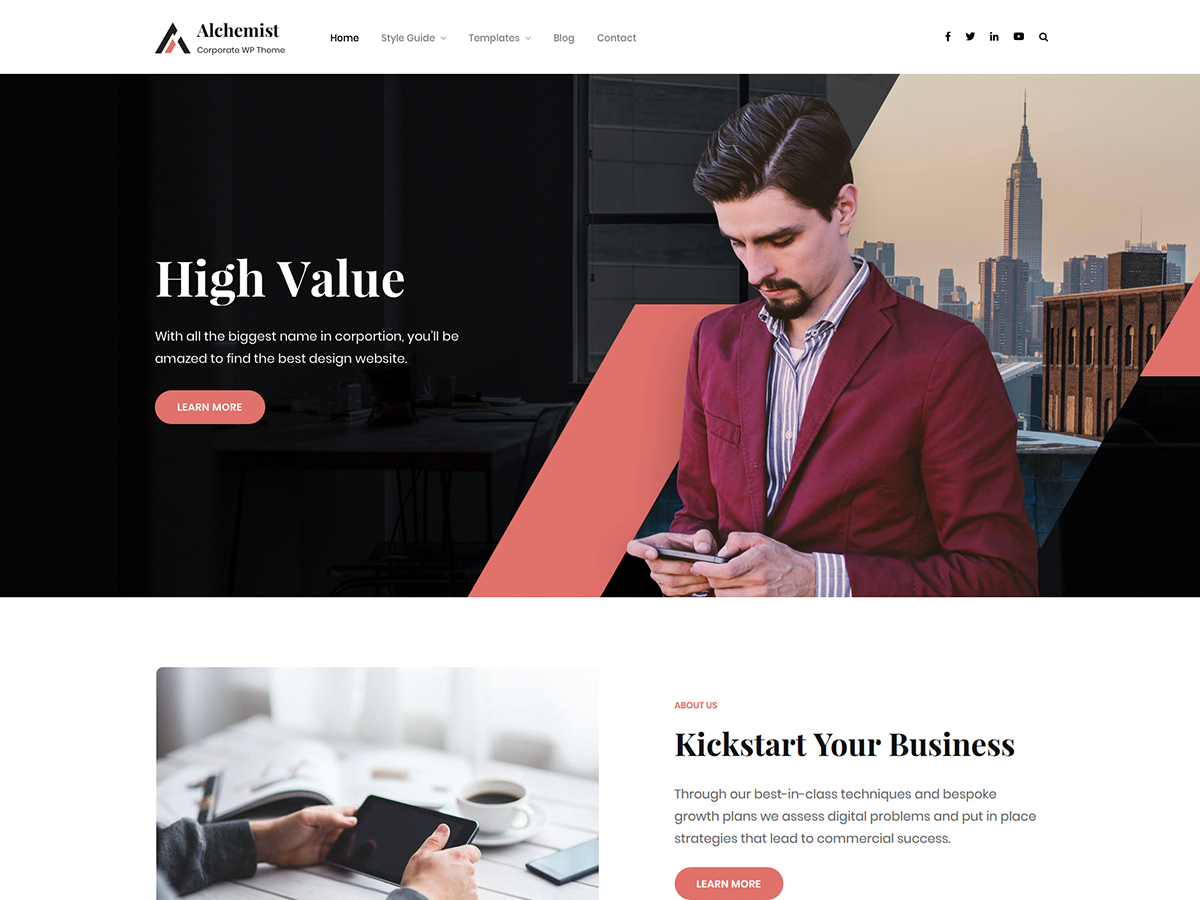 Alchemist
Corporate WP Theme
Home Style Guide Templates Blog Contact
High Value
With all the biggest name in corportion, you'll be
amazed to find the best design website.
LEARN MORE
ABOUT US
Kickstart Your Business
Through our best-in-class techniques and bespoke
growth plans we assess digital problems and put in place
strategies that lead to commercial success.
LEARN MORE